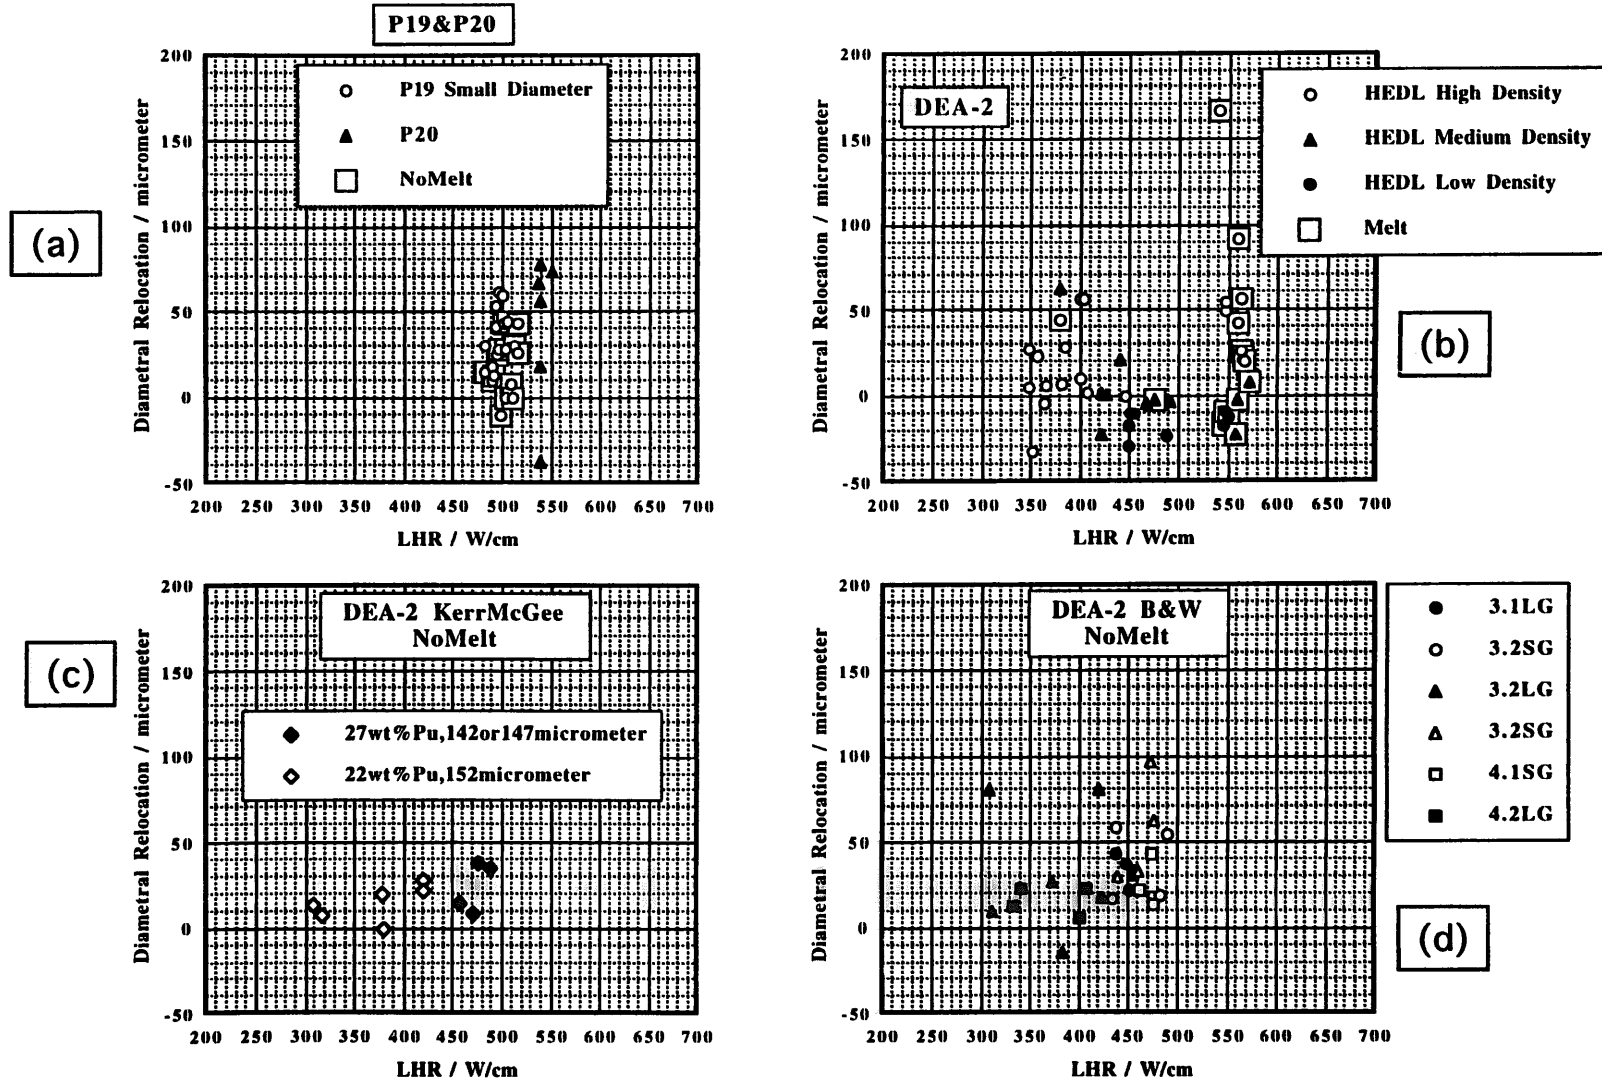 P19&P20
200
150
100
50
0
-50
200 250 300 350 400 450 500 550 600 650 700
LHR / W/cm
Diametral Relocation / micrometer
P19 Small Diameter
P20
NoMelt
(a)
DEA-2
200
150
100
50
0
-50
200 250 300 350 400 450 500 550 600 650 700
LHR / W/cm
Diametral Relocation / micrometer
HEDL High Density
HEDL Medium Density
HEDL Low Density
Melt
(b)
DEA-2 KerrMcGee
NoMelt
200
150
100
50
0
-50
200 250 300 350 400 450 500 550 600 650 700
LHR / W/cm
Diametral Relocation / micrometer
27wt%Pu,142or147micrometer
22wt%Pu,152micrometer
(c)
DEA-2 B&W
NoMelt
200
150
100
50
0
-50
200 250 300 350 400 450 500 550 600 650 700
LHR / W/cm
Diametral Relocation / micrometer
3.1LG
3.2SG
3.2LG
3.2SG
4.1SG
4.2LG
(d)